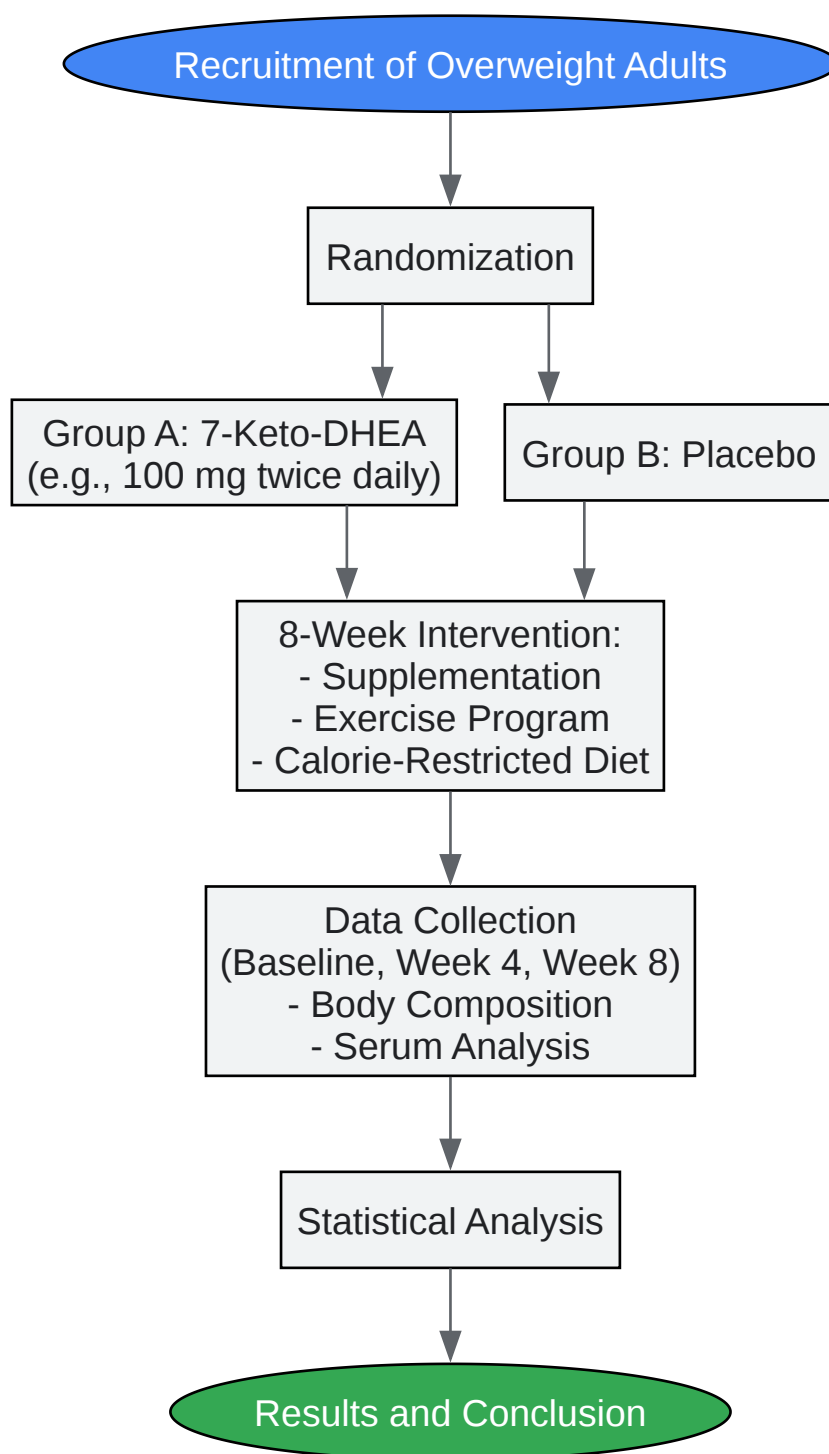 Recruitment of Overweight Adults
Randomization
Group A: 7-Keto-DHEA
(e.g., 100 mg twice daily)
Group B: Placebo
8-Week Intervention:
- Supplementation
- Exercise Program
- Calorie-Restricted Diet
Data Collection
(Baseline, Week 4, Week 8)
- Body Composition
- Serum Analysis
Statistical Analysis
Results and Conclusion